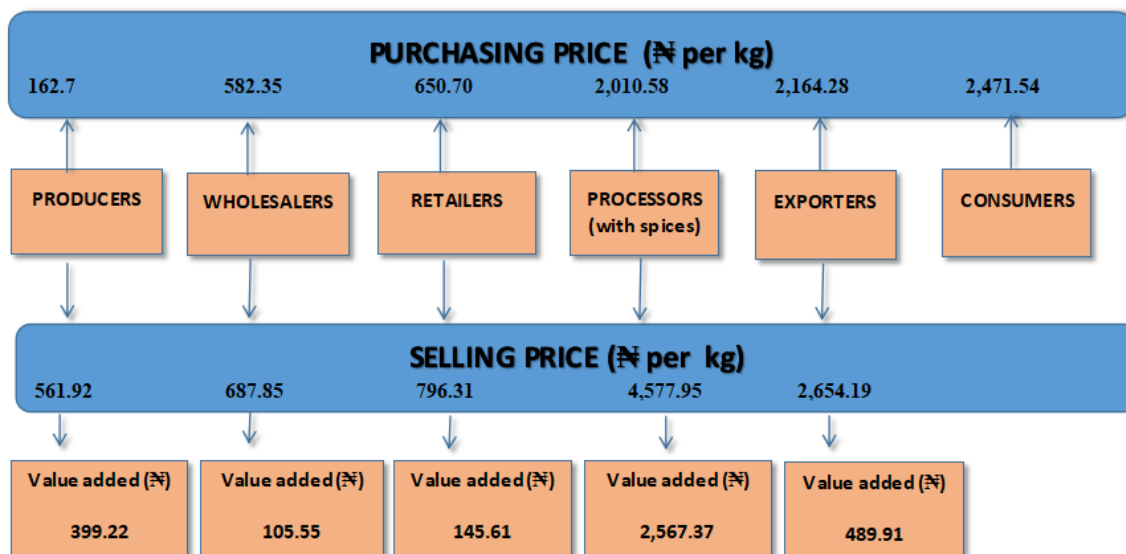 PURCHASING PRICE (₦ per kg)
162.7 582.35 650.70 2,010.58 2,164.28 2,471.54
PRODUCERS WHOLESALERS RETAILERS PROCESSORS (with spices) EXPORTERS CONSUMERS
SELLING PRICE (₦ per kg)
561.92 687.85 796.31 4,577.95 2,654.19
Value added (₦) Value added (₦) Value added (₦) Value added (₦) Value added (₦)
399.22 105.55 145.61 2,567.37 489.91